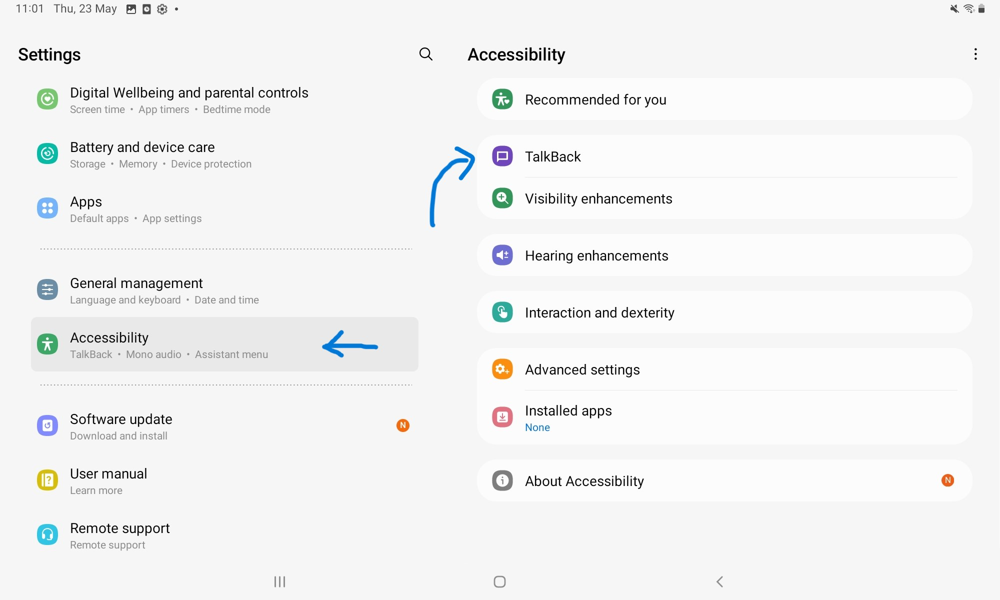 11:01 Thu, 23 May
Settings
Digital Wellbeing and parental controls
Screen time • App timers • Bedtime mode
Battery and device care
Storage • Memory • Device protection
Apps
Default apps • App settings
General management
Language and keyboard • Date and time
Accessibility
TalkBack • Mono audio • Assistant menu
Software update
N
Download and install
User manual
Learn more
Remote support
Remote support
Accessibility
Recommended for you
TalkBack
Visibility enhancements
Hearing enhancements
Interaction and dexterity
Advanced settings
Installed apps
None
About Accessibility
N